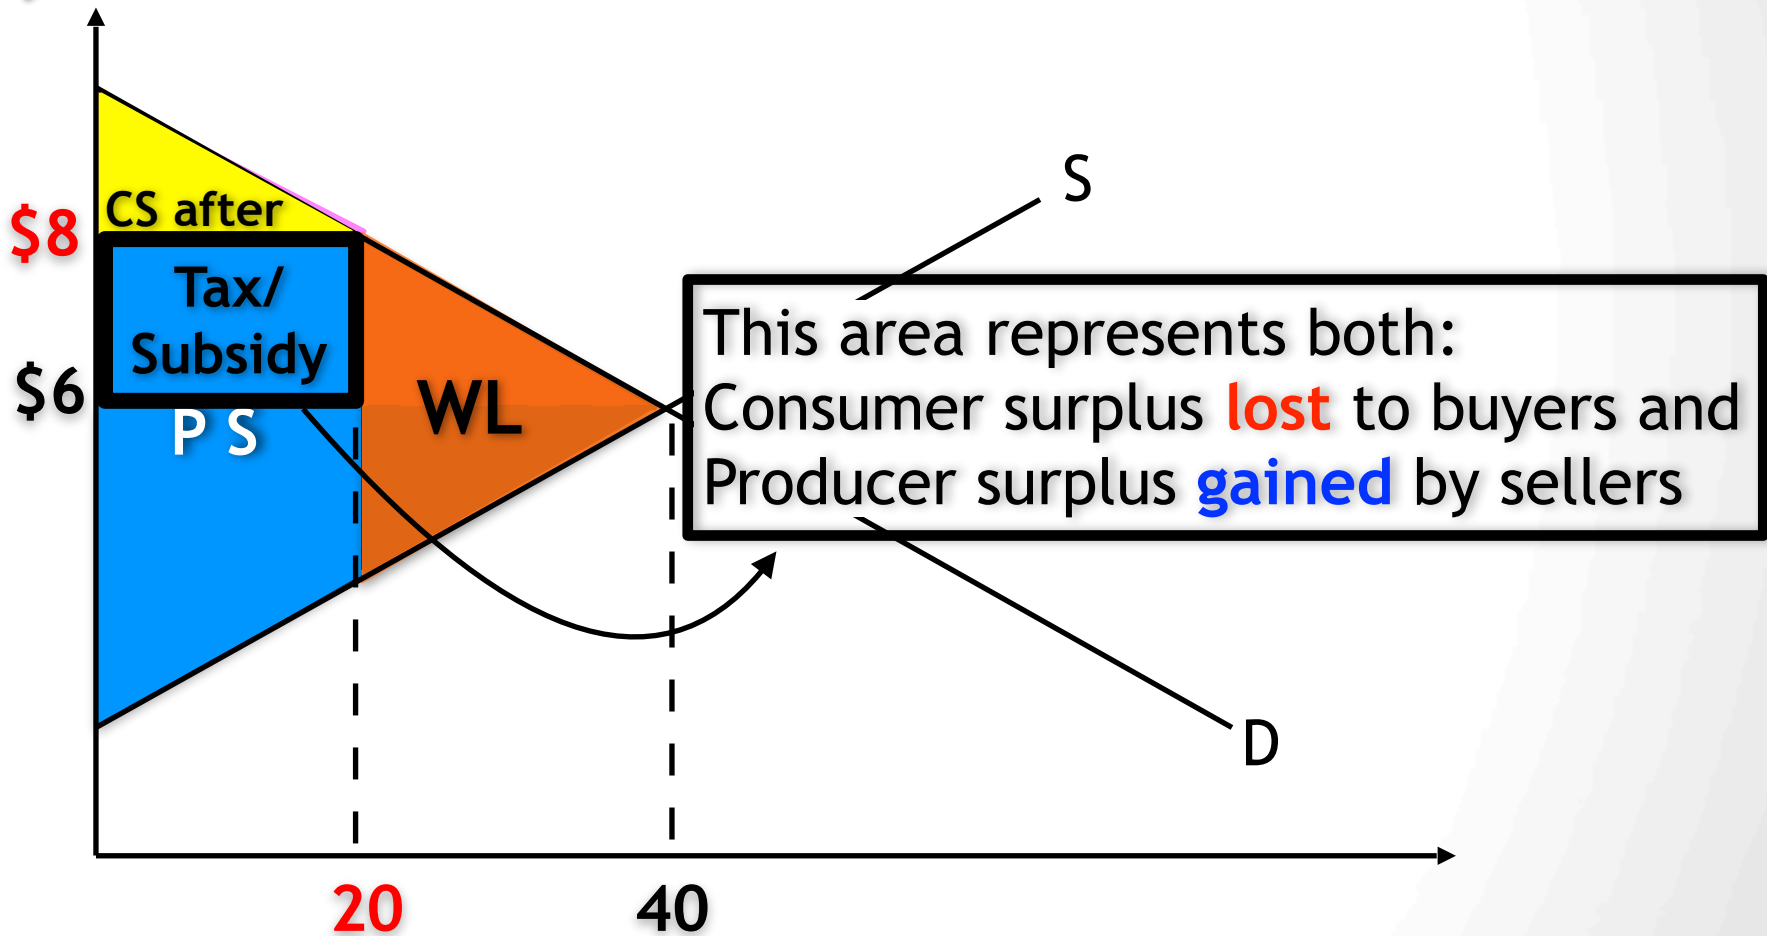 S
CS after
$8
Tax/
Subsidy
This area represents both:
$6
Consumer surplus lost to buyers and
WL
P S
Producer surplus gained by sellers
D
20
40